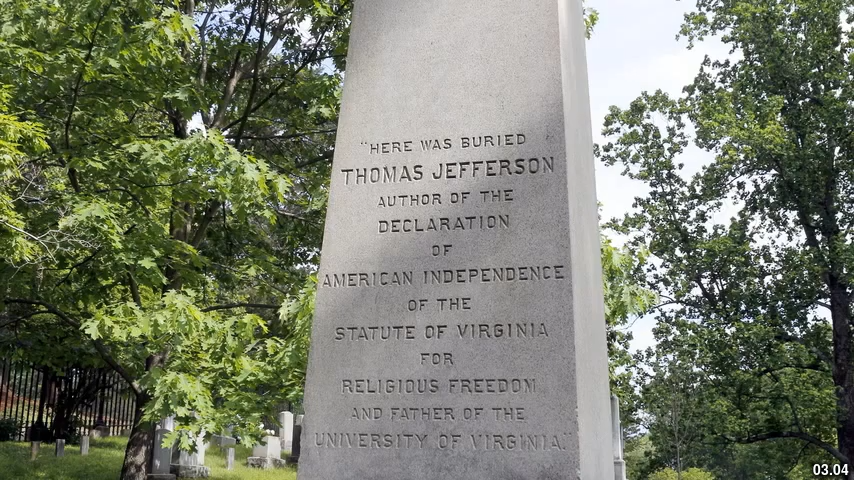 "HERE WAS BURIED
THOMAS JEFFERSON
AUTHOR OF THE
DECLARATION
OF
AMERICAN INDEPENDENCE
OF THE
STATUTE OF VIRGINIA
FOR
RELIGIOUS FREEDOM
AND FATHER OF THE
UNIVERSITY OF VIRGINIA."
03.04